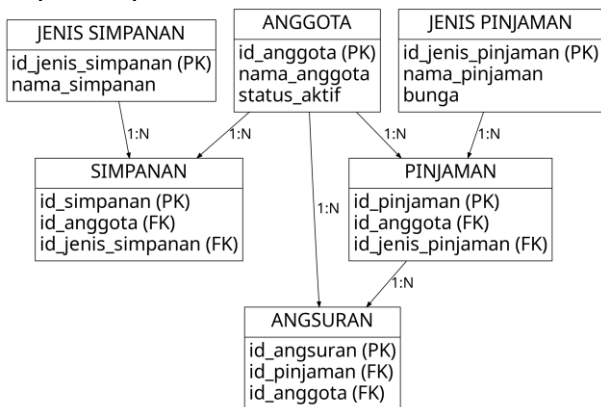 JENIS SIMPANAN
id_jenis_simpanan (PK)
nama_simpanan
ANGGOTA
id_anggota (PK)
nama_anggota
status_aktif
JENIS PINJAMAN
id_jenis_pinjaman (PK)
nama_pinjaman
bunga
1:N
1:N
1:N
1:N
SIMPANAN
id_simpanan (PK)
id_anggota (FK)
id_jenis_simpanan (FK)
1:N
PINJAMAN
id_pinjaman (PK)
id_anggota (FK)
id_jenis_pinjaman (FK)
1:N
ANGSURAN
id_angsuran (PK)
id_pinjaman (FK)
id_anggota (FK)